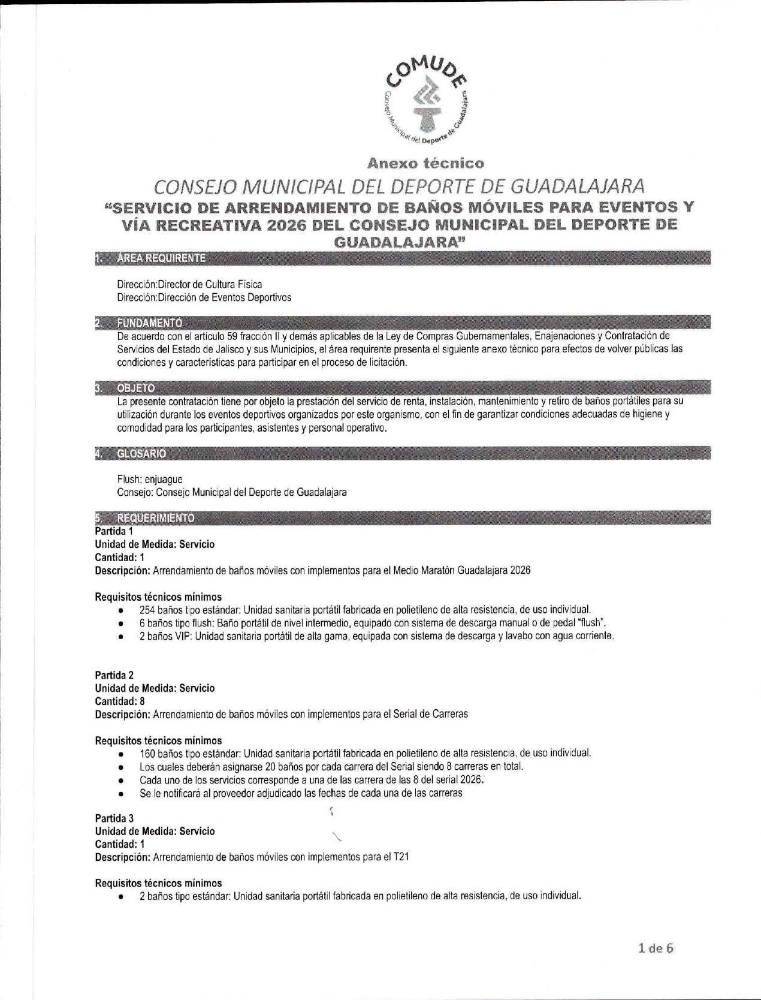 COMUDE
Consejo Municipal del Deporte de Guadalajara
Anexo técnico
CONSEJO MUNICIPAL DEL DEPORTE DE GUADALAJARA
“SERVICIO DE ARRENDAMIENTO DE BAÑOS MÓVILES PARA EVENTOS Y
VÍA RECREATIVA 2026 DEL CONSEJO MUNICIPAL DEL DEPORTE DE
GUADALAJARA”
1. ÁREA REQUIRENTE
Dirección:Director de Cultura Física
Dirección:Dirección de Eventos Deportivos
2. FUNDAMENTO
De acuerdo con el artículo 59 fracción II y demás aplicables de la Ley de Compras Gubernamentales, Enajenaciones y Contratación de
Servicios del Estado de Jalisco y sus Municipios, el área requirente presenta el siguiente anexo técnico para efectos de volver públicas las
condiciones y características para participar en el proceso de licitación.
3. OBJETO
La presente contratación tiene por objeto la prestación del servicio de renta, instalación, mantenimiento y retiro de baños portátiles para su
utilización durante los eventos deportivos organizados por este organismo, con el fin de garantizar condiciones adecuadas de higiene y
comodidad para los participantes, asistentes y personal operativo.
4. GLOSARIO
Flush: enjuague
Consejo: Consejo Municipal del Deporte de Guadalajara
5. REQUERIMIENTO
Partida 1
Unidad de Medida: Servicio
Cantidad: 1
Descripción: Arrendamiento de baños móviles con implementos para el Medio Maratón Guadalajara 2026
Requisitos técnicos mínimos
• 254 baños tipo estándar: Unidad sanitaria portátil fabricada en polietileno de alta resistencia, de uso individual.
• 6 baños tipo flush: Baño portátil de nivel intermedio, equipado con sistema de descarga manual o de pedal “flush”.
• 2 baños VIP: Unidad sanitaria portátil de alta gama, equipada con sistema de descarga y lavabo con agua corriente.
Partida 2
Unidad de Medida: Servicio
Cantidad: 8
Descripción: Arrendamiento de baños móviles con implementos para el Serial de Carreras
Requisitos técnicos mínimos
• 160 baños tipo estándar: Unidad sanitaria portátil fabricada en polietileno de alta resistencia, de uso individual.
• Los cuales deberán asignarse 20 baños por cada carrera del Serial siendo 8 carreras en total.
• Cada uno de los servicios corresponde a una de las carrera de las 8 del serial 2026.
• Se le notificará al proveedor adjudicado las fechas de cada una de las carreras
Partida 3
Unidad de Medida: Servicio
Cantidad: 1
Descripción: Arrendamiento de baños móviles con implementos para el T21
Requisitos técnicos mínimos
• 2 baños tipo estándar: Unidad sanitaria portátil fabricada en polietileno de alta resistencia, de uso individual.
1 de 6